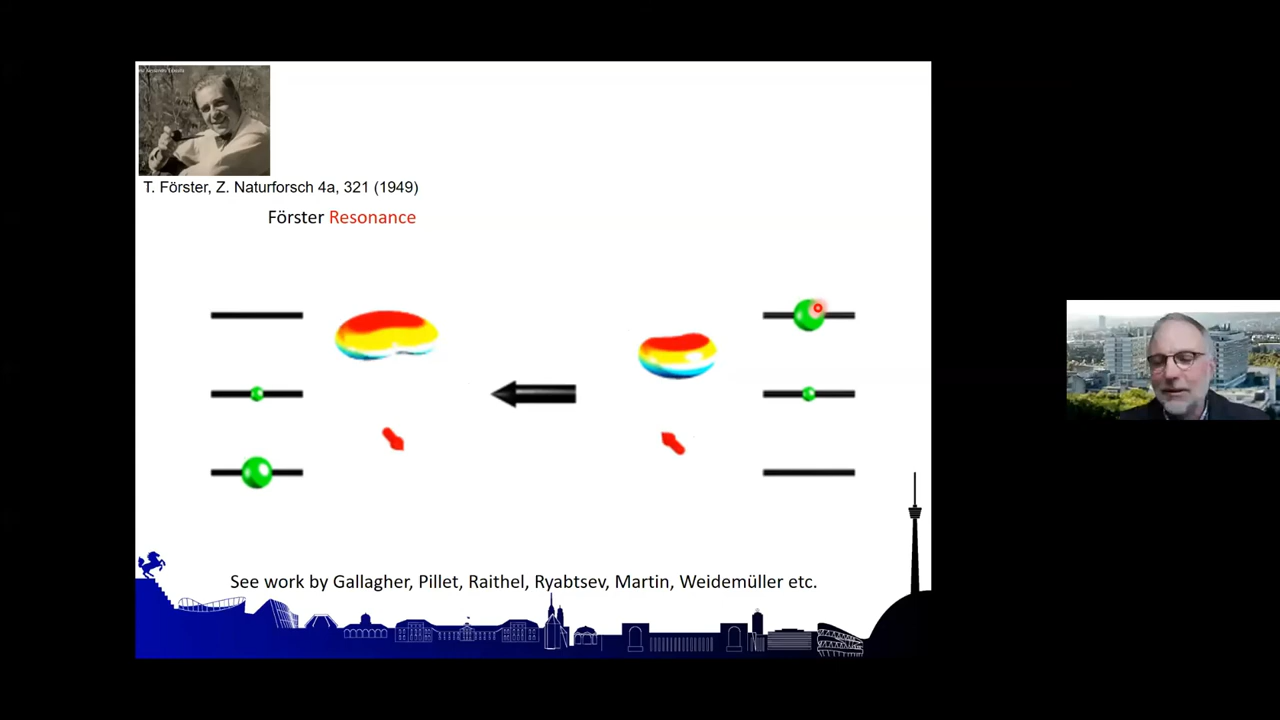 T. Förster, Z. Naturforsch 4a, 321 (1949)
Förster Resonance
See work by Gallagher, Pillet, Raithel, Ryabtsev, Martin, Weidemüller etc.